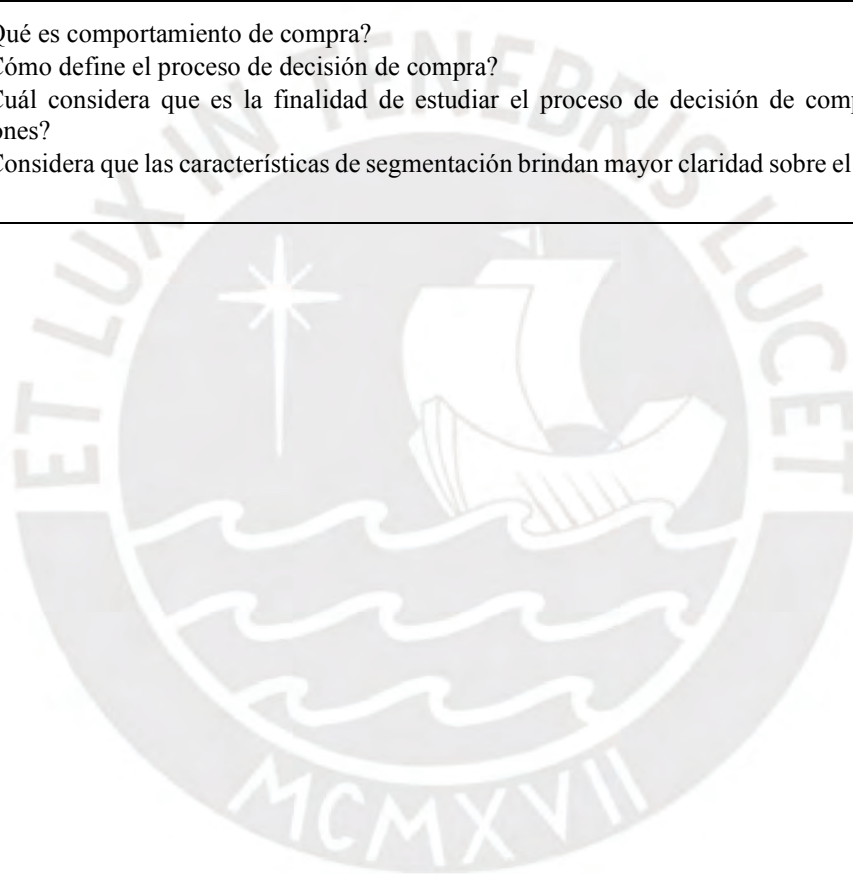 Qué es comportamiento de compra?
Cómo define el proceso de decisión de compra?
Cuál considera que es la finalidad de estudiar el proceso de decisión de
ones?
Considera que las características de segmentación brindan mayor claridad sobre el
ET LUX IN TENEBRIS LUCET
MCMXVII